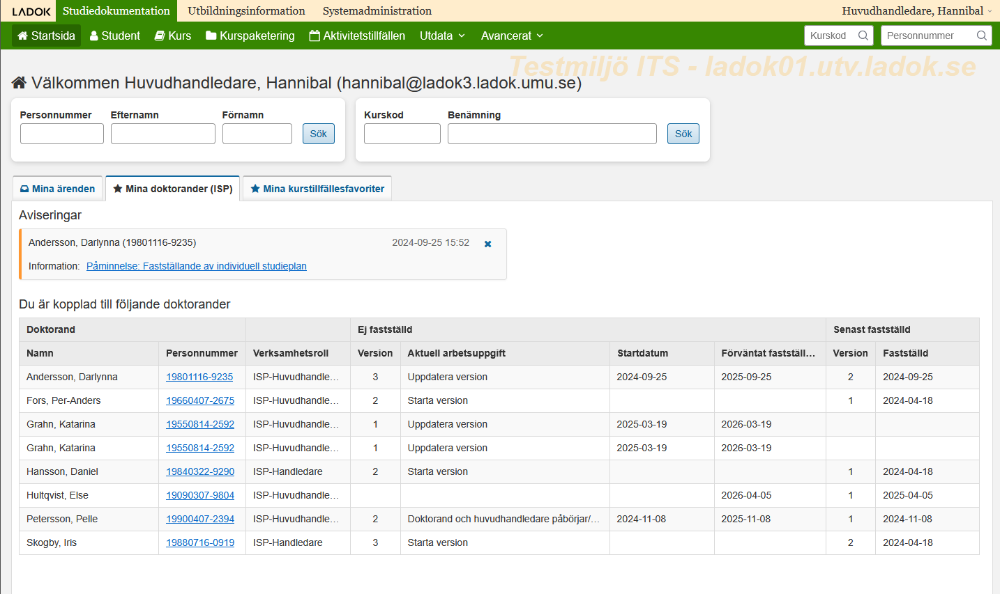 LADOK Studiedokumentation Utbildningsinformation Systemadministration Huvudhandledare, Hannibal
Startsida Student Kurs Kurspaketering Aktivitetstillfällen Utdata Avancerat Kurskod Personnummer
Testmiljö ITS - ladok01.utv.ladok.se
Välkommen Huvudhandledare, Hannibal (hannibal@ladok3.ladok.umu.se)
Personnummer Efternamn Förnamn Kurskod Benämning
Sök Sök
Mina ärenden Mina doktorander (ISP) Mina kurstillfällesfavoriter
Aviseringar
Andersson, Darlynna (19801116-9235) 2024-09-25 15:52
Information: Påminnelse: Fastställande av individuell studieplan
Du är kopplad till följande doktorander
Doktorand Ej fastställd Senast fastställd
Namn Personnummer Verksamhetsroll Version Aktuell arbetsuppgift Startdatum Förväntat fastställ... Version Fastställd
Andersson, Darlynna 19801116-9235 ISP-Huvudhandle... 3 Uppdatera version 2024-09-25 2025-09-25 2 2024-09-25
Fors, Per-Anders 19660407-2675 ISP-Huvudhandle... 2 Starta version 1 2024-04-18
Grahn, Katarina 19550814-2592 ISP-Huvudhandle... 1 Uppdatera version 2025-03-19 2026-03-19
Grahn, Katarina 19550814-2592 ISP-Huvudhandle... 1 Uppdatera version 2025-03-19 2026-03-19
Hansson, Daniel 19840322-9290 ISP-Handledare 2 Starta version 1 2024-04-18
Hultqvist, Else 19090307-9804 ISP-Huvudhandle... 2026-04-05 1 2025-04-05
Petersson, Pelle 19900407-2394 ISP-Huvudhandle... 2 Doktorand och huvudhandledare påbörjar/... 2024-11-08 2025-11-08 1 2024-11-08
Skogby, Iris 19880716-0919 ISP-Handledare 3 Starta version 2 2024-04-18